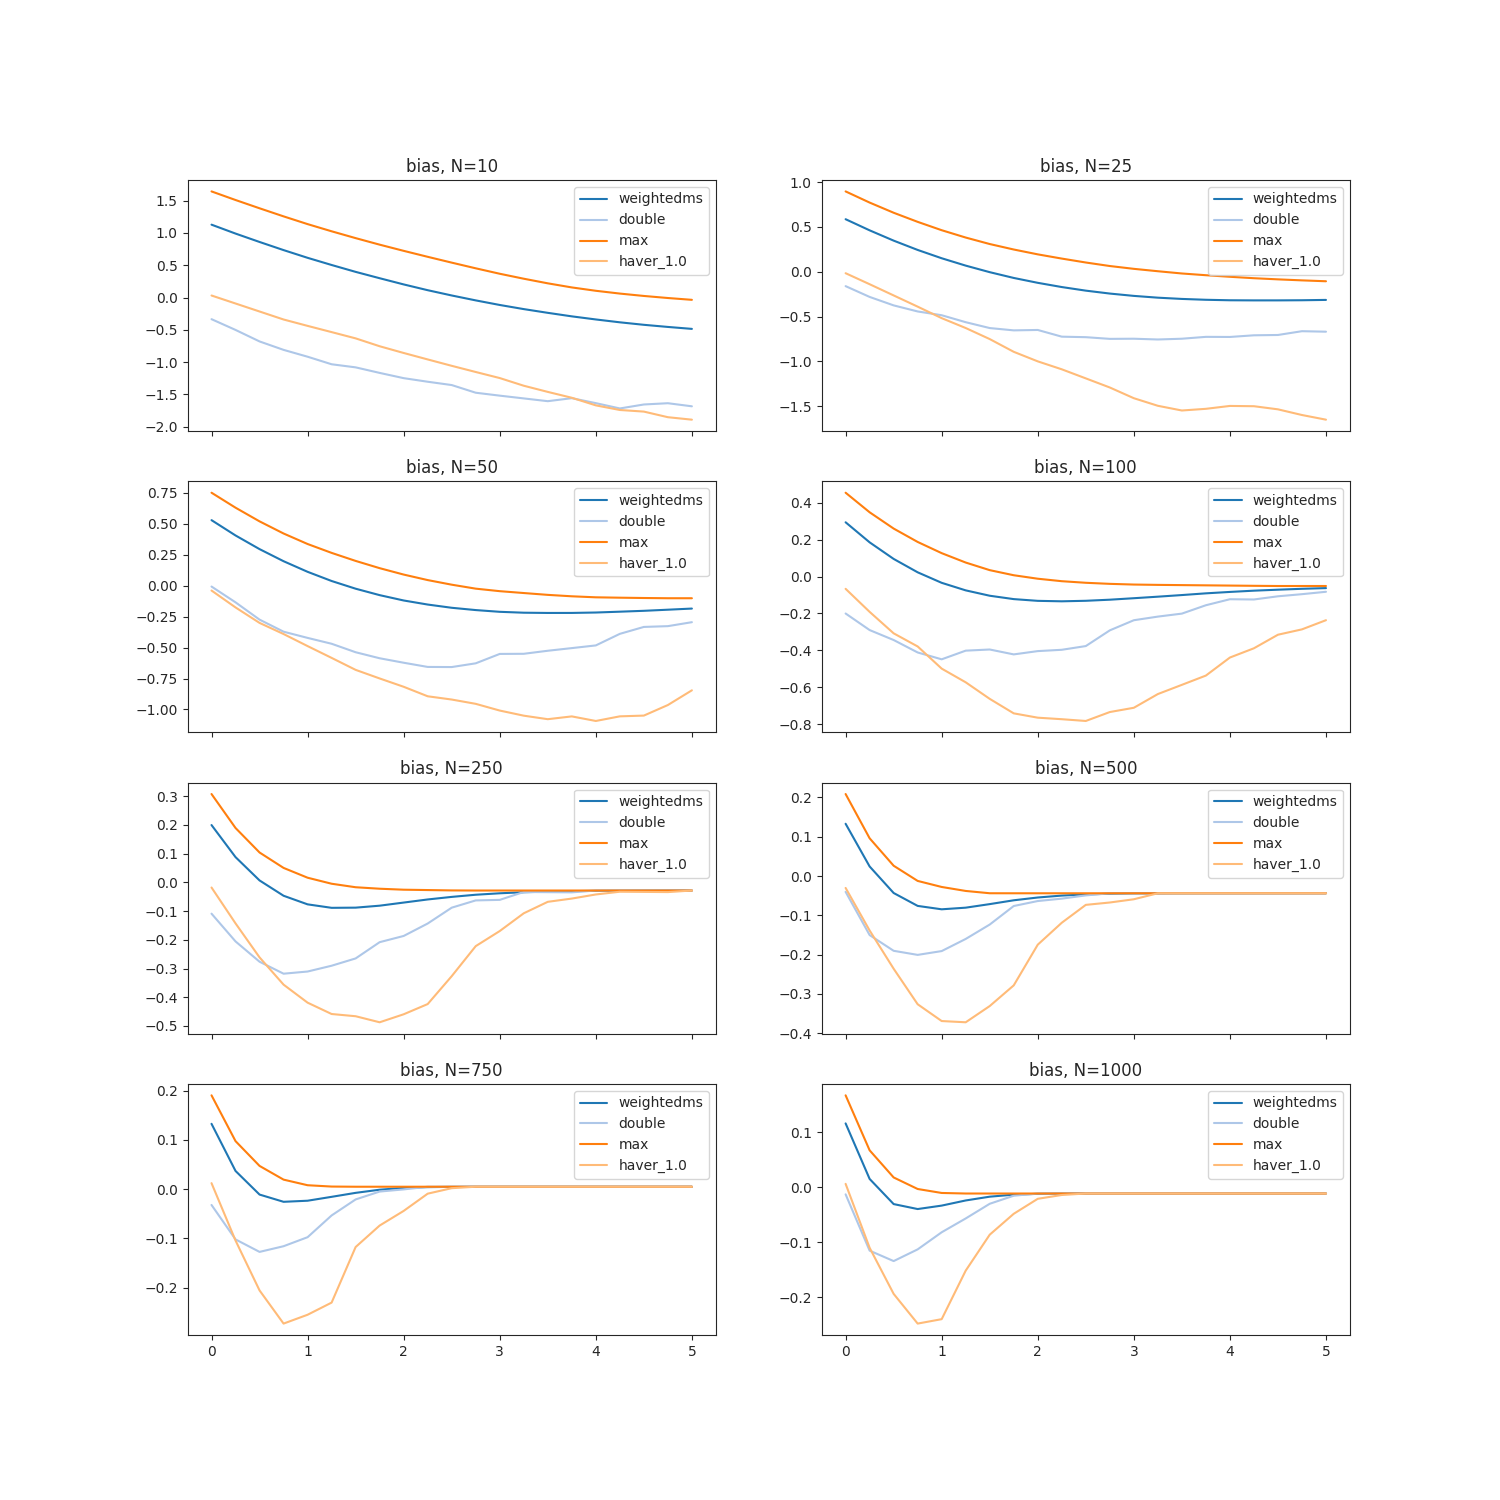 bias, N=10
1.5
1.0
0.5
0.0
−0.5
−1.0
−1.5
−2.0
weightedms
double
max
haver_1.0
bias, N=25
1.0
0.5
0.0
−0.5
−1.0
−1.5
weightedms
double
max
haver_1.0
bias, N=50
0.75
0.50
0.25
0.00
−0.25
−0.50
−0.75
−1.00
weightedms
double
max
haver_1.0
bias, N=100
0.4
0.2
0.0
−0.2
−0.4
−0.6
−0.8
weightedms
double
max
haver_1.0
bias, N=250
0.3
0.2
0.1
0.0
−0.1
−0.2
−0.3
−0.4
−0.5
weightedms
double
max
haver_1.0
bias, N=500
0.2
0.1
0.0
−0.1
−0.2
−0.3
−0.4
weightedms
double
max
haver_1.0
bias, N=750
0.2
0.1
0.0
−0.1
−0.2
weightedms
double
max
haver_1.0
0 1 2 3 4 5
bias, N=1000
0.1
0.0
−0.1
−0.2
weightedms
double
max
haver_1.0
0 1 2 3 4 5